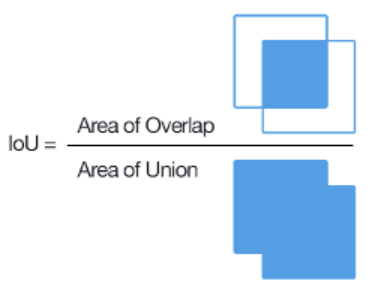 Area of Overlap
IoU =
Area of Union